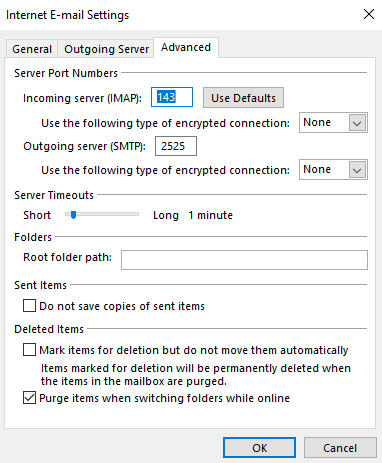 Internet E-mail Settings
General Outgoing Server Advanced
Server Port Numbers
Incoming server (IMAP): 143 Use Defaults
Use the following type of encrypted connection: None
Outgoing server (SMTP): 2525
Use the following type of encrypted connection: None
Server Timeouts
Short Long 1 minute
Folders
Root folder path:
Sent Items
Do not save copies of sent items
Deleted Items
Mark items for deletion but do not move them automatically
Items marked for deletion will be permanently deleted when
the items in the mailbox are purged.
Purge items when switching folders while online
OK Cancel